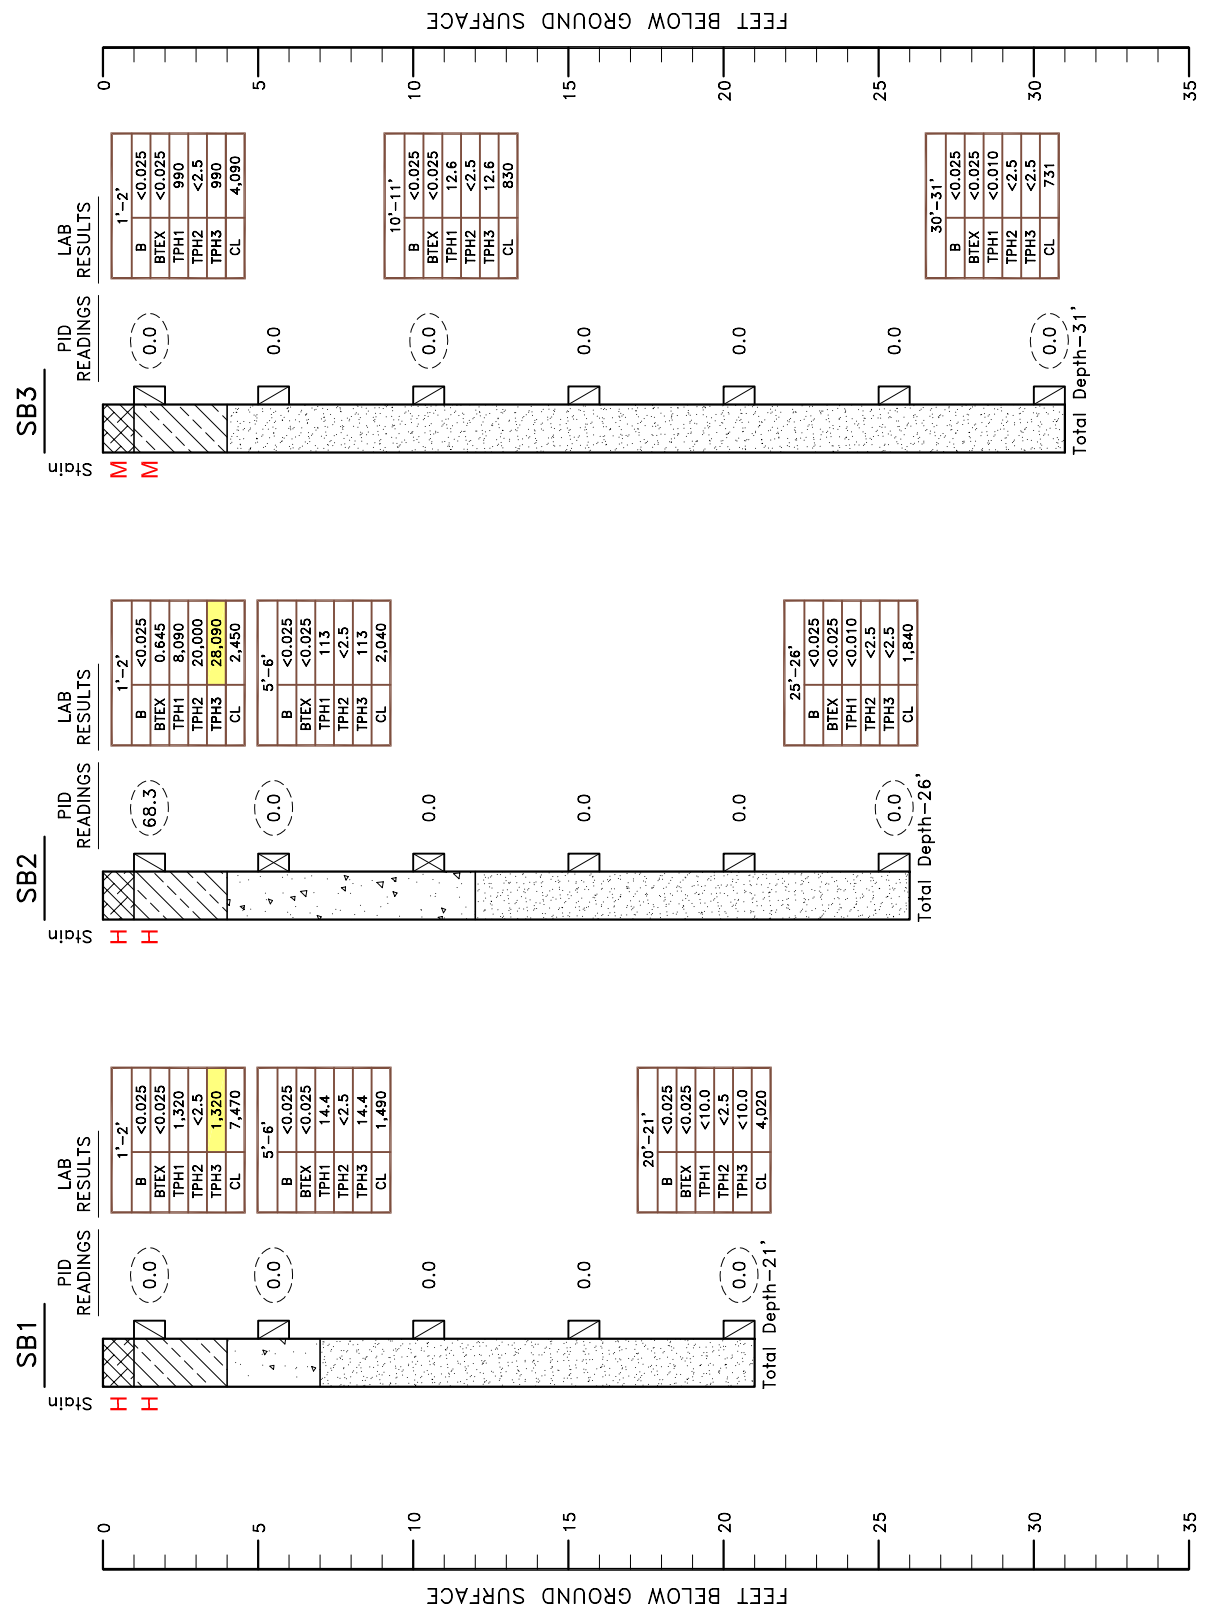 FEET BELOW GROUND SURFACE
0
5
10
15
20
25
30
35
SB1
Stain
PID
READINGS
LAB
RESULTS
H
H
0.0
0.0
0.0
0.0
0.0
1'-2'
B <0.025
BTEX <0.025
TPH1 1,320
TPH2 <2.5
TPH3 1,320
CL 7,470
5'-6'
B <0.025
BTEX <0.025
TPH1 14.4
TPH2 <2.5
TPH3 14.4
CL 1,490
20'-21'
B <0.025
BTEX <0.025
TPH1 <10.0
TPH2 <2.5
TPH3 <10.0
CL 4,020
Total Depth-21'
SB2
Stain
PID
READINGS
LAB
RESULTS
H
H
68.3
0.0
0.0
0.0
0.0
0.0
1'-2'
B <0.025
BTEX 0.645
TPH1 8,090
TPH2 20,000
TPH3 28,090
CL 2,450
5'-6'
B <0.025
BTEX <0.025
TPH1 113
TPH2 <2.5
TPH3 113
CL 2,040
25'-26'
B <0.025
BTEX <0.025
TPH1 <0.010
TPH2 <2.5
TPH3 <2.5
CL 1,840
Total Depth-26'
SB3
Stain
PID
READINGS
LAB
RESULTS
M
M
0.0
0.0
0.0
0.0
0.0
0.0
0.0
1'-2'
B <0.025
BTEX <0.025
TPH1 990
TPH2 <2.5
TPH3 990
CL 4,090
10'-11'
B <0.025
BTEX <0.025
TPH1 12.6
TPH2 <2.5
TPH3 12.6
CL 830
30'-31'
B <0.025
BTEX <0.025
TPH1 <0.010
TPH2 <2.5
TPH3 <2.5
CL 731
Total Depth-31'
0
5
10
15
20
25
30
35
FEET BELOW GROUND SURFACE